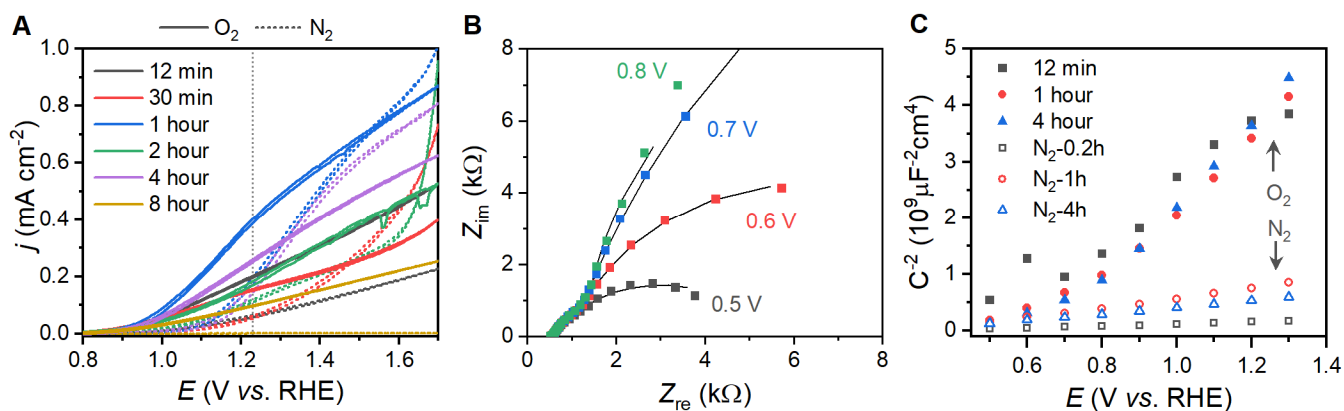 A
O₂ N₂
12 min
30 min
1 hour
2 hour
4 hour
8 hour
1.0
0.8
0.6
0.4
0.2
0.0
j (mA cm⁻²)
0.8 1.0 1.2 1.4 1.6
E (V vs. RHE)
B
0.8 V
0.7 V
0.6 V
0.5 V
8
6
4
2
0
Z_im (kΩ)
0 2 4 6 8
Z_re (kΩ)
C
12 min
1 hour
4 hour
N₂-0.2h
N₂-1h
N₂-4h
O₂
N₂
5
4
3
2
1
0
C⁻² (10⁹μF⁻²cm⁴)
0.6 0.8 1.0 1.2 1.4
E (V vs. RHE)